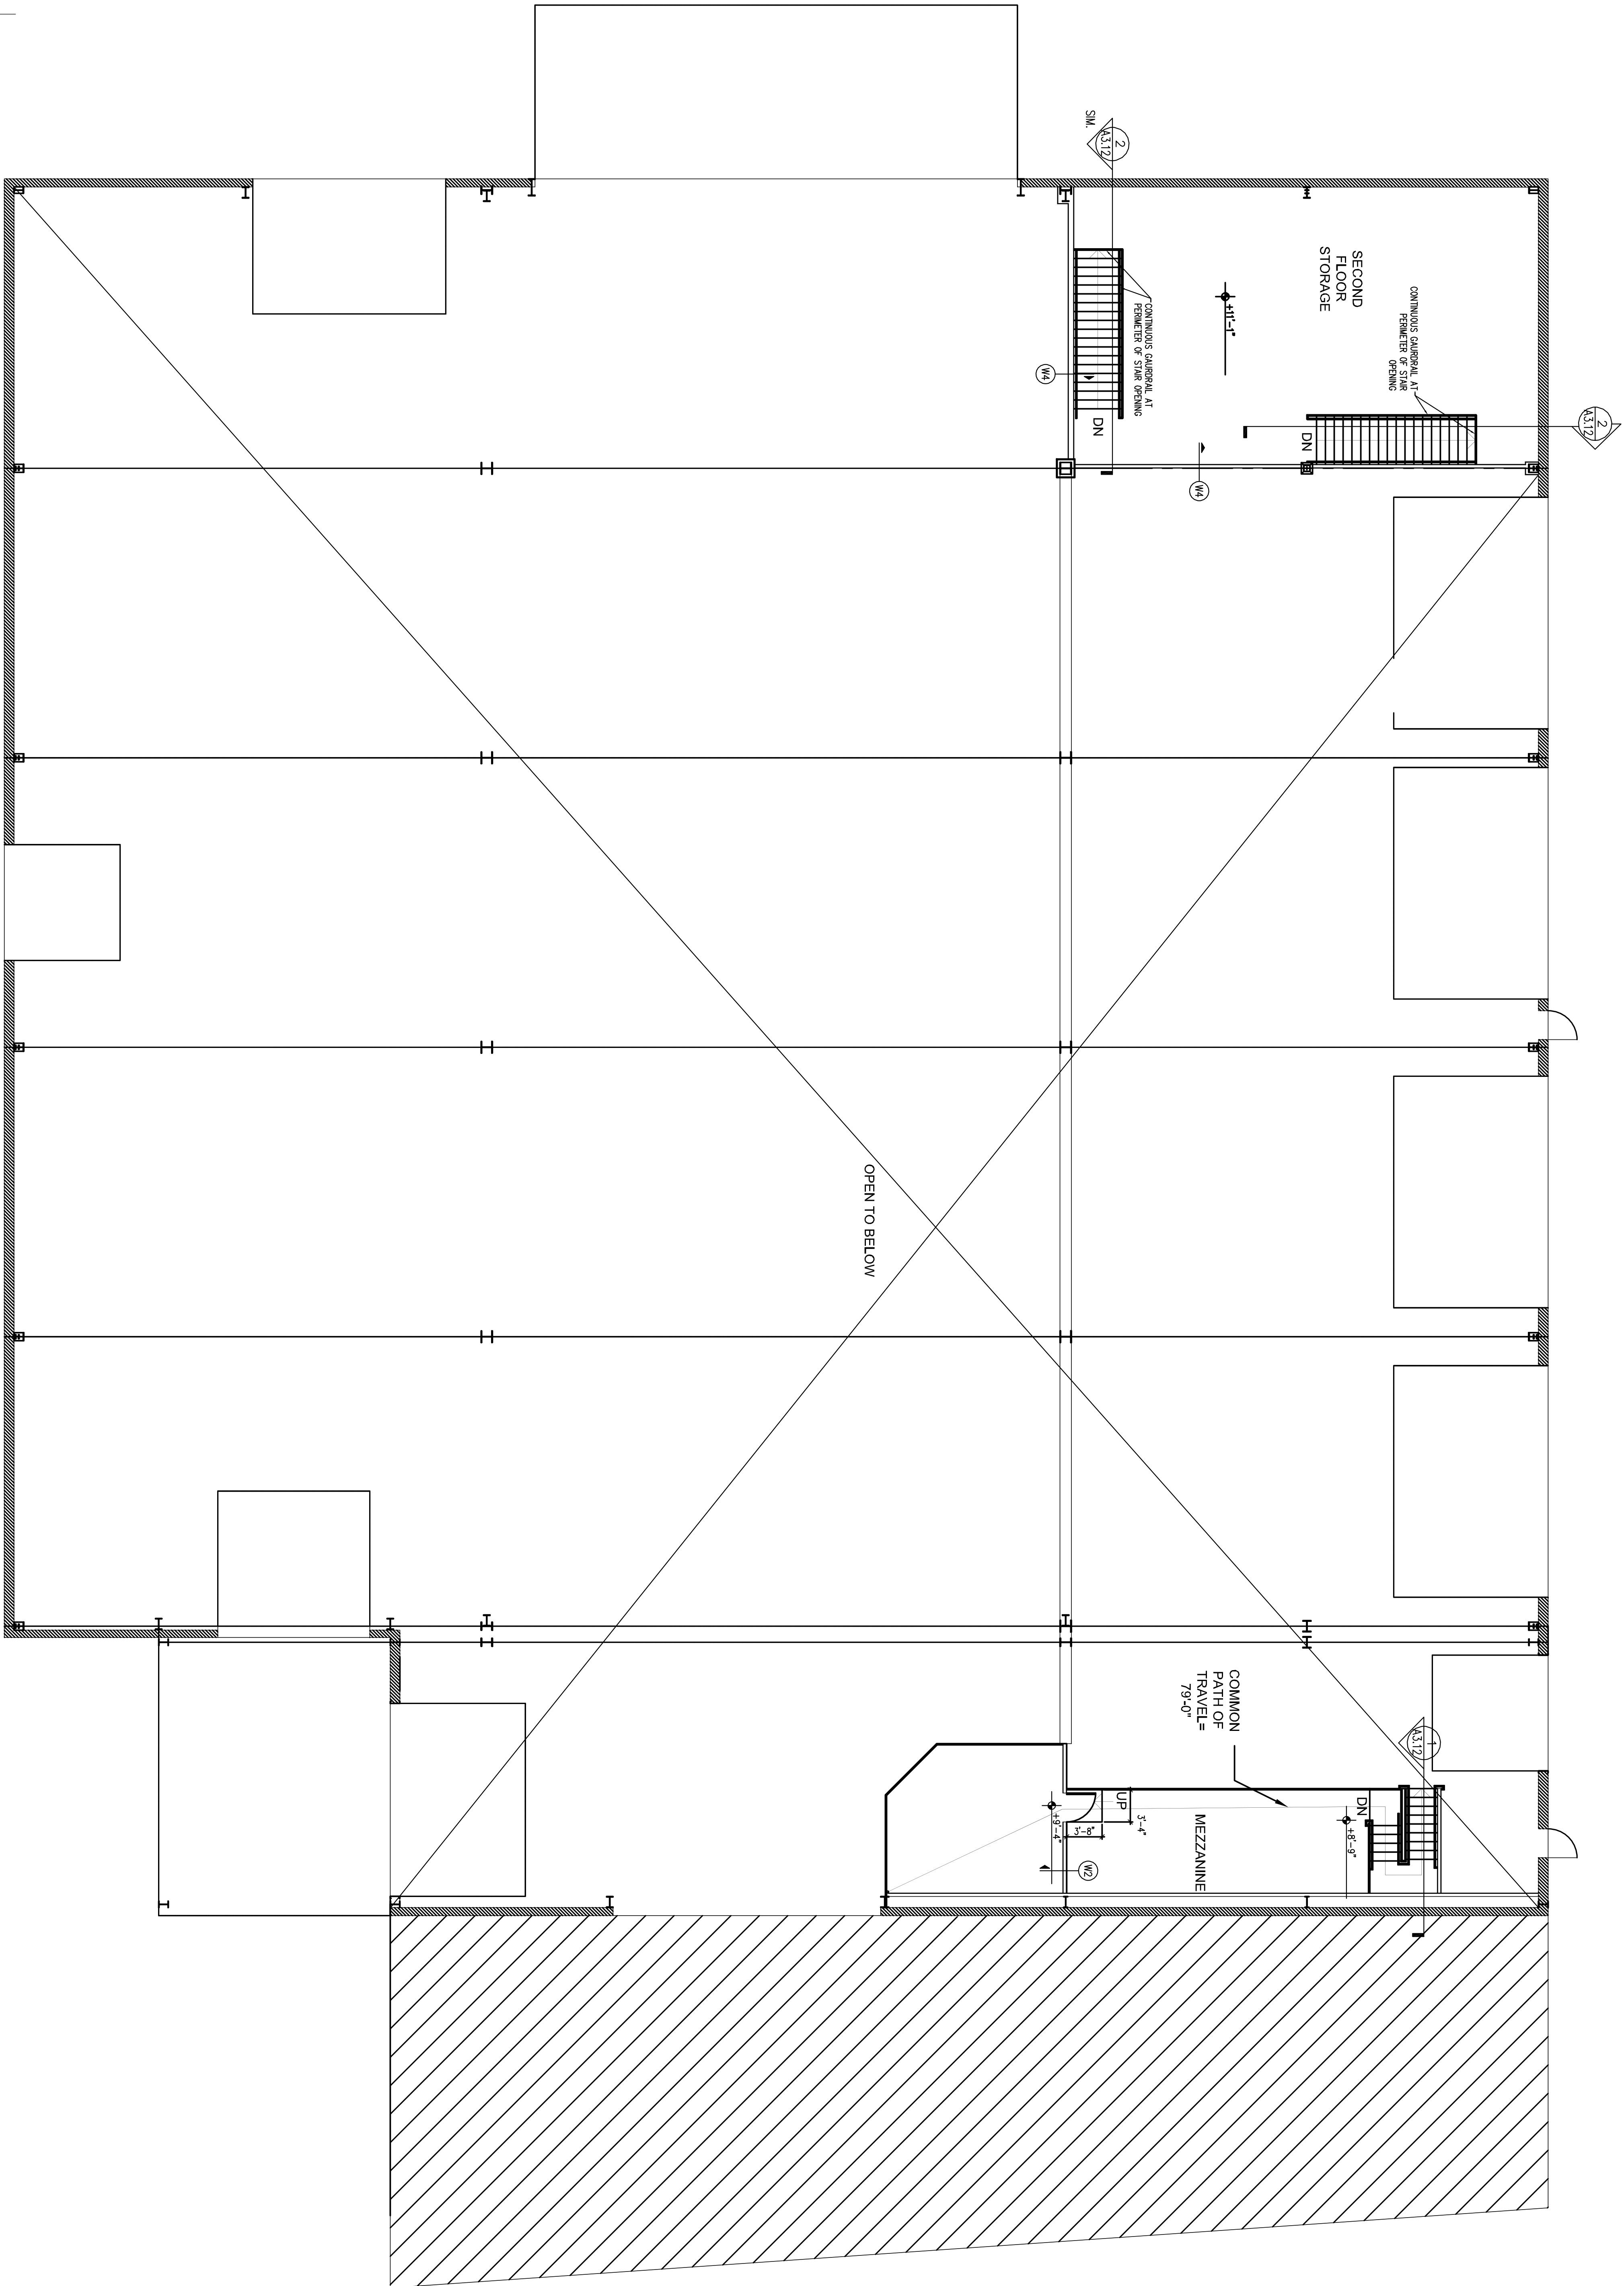 2
A3.12
SIM.
2
A3.12
SECOND
FLOOR
STORAGE
CONTINUOUS GAURDRAIL AT
PERIMETER OF STAIR
OPENING
+11'-1"
CONTINUOUS GAURDRAIL AT
PERIMETER OF STAIR OPENING
DN
DN
W4
W4
OPEN TO BELOW
COMMON
PATH OF
TRAVEL=
79'-0"
1
A3.12
DN
+8'-9"
UP
3'-4"
3'-8"
+9'-4"
MEZZANINE
W2